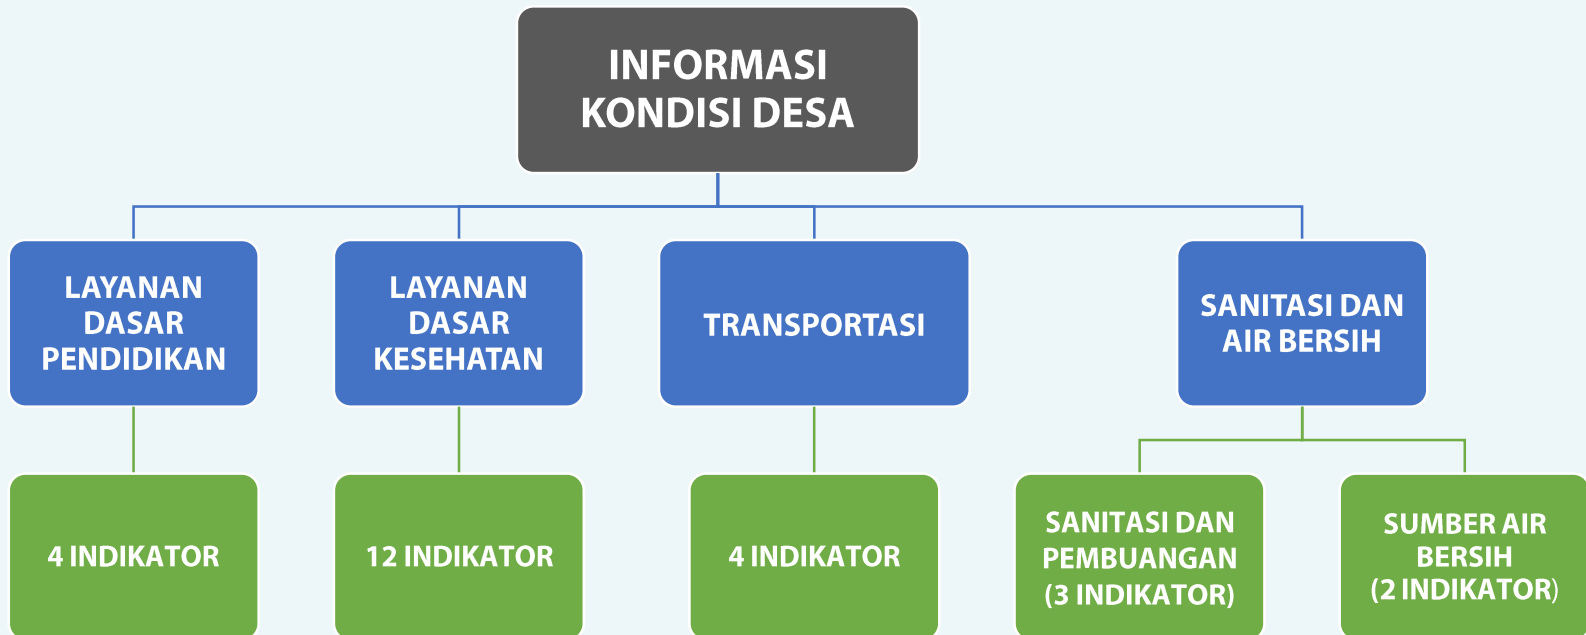 INFORMASI
KONDISI DESA
LAYANAN
DASAR
PENDIDIKAN
LAYANAN
DASAR
KESEHATAN
TRANSPORTASI
SANITASI DAN
AIR BERSIH
4 INDIKATOR
12 INDIKATOR
4 INDIKATOR
SANITASI DAN
PEMBUANGAN
(3 INDIKATOR)
SUMBER AIR
BERSIH
(2 INDIKATOR)